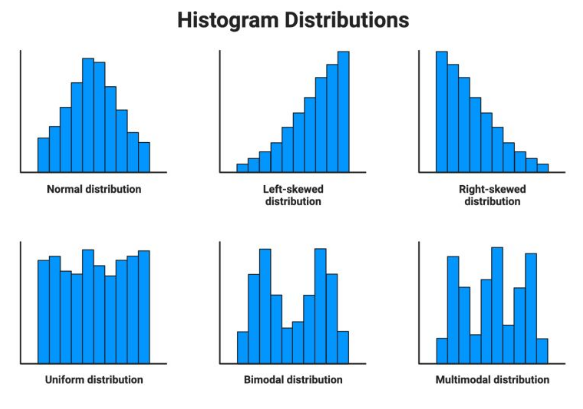 Histogram Distributions
Normal distribution
Left-skewed
distribution
Right-skewed
distribution
Uniform distribution
Bimodal distribution
Multimodal distribution